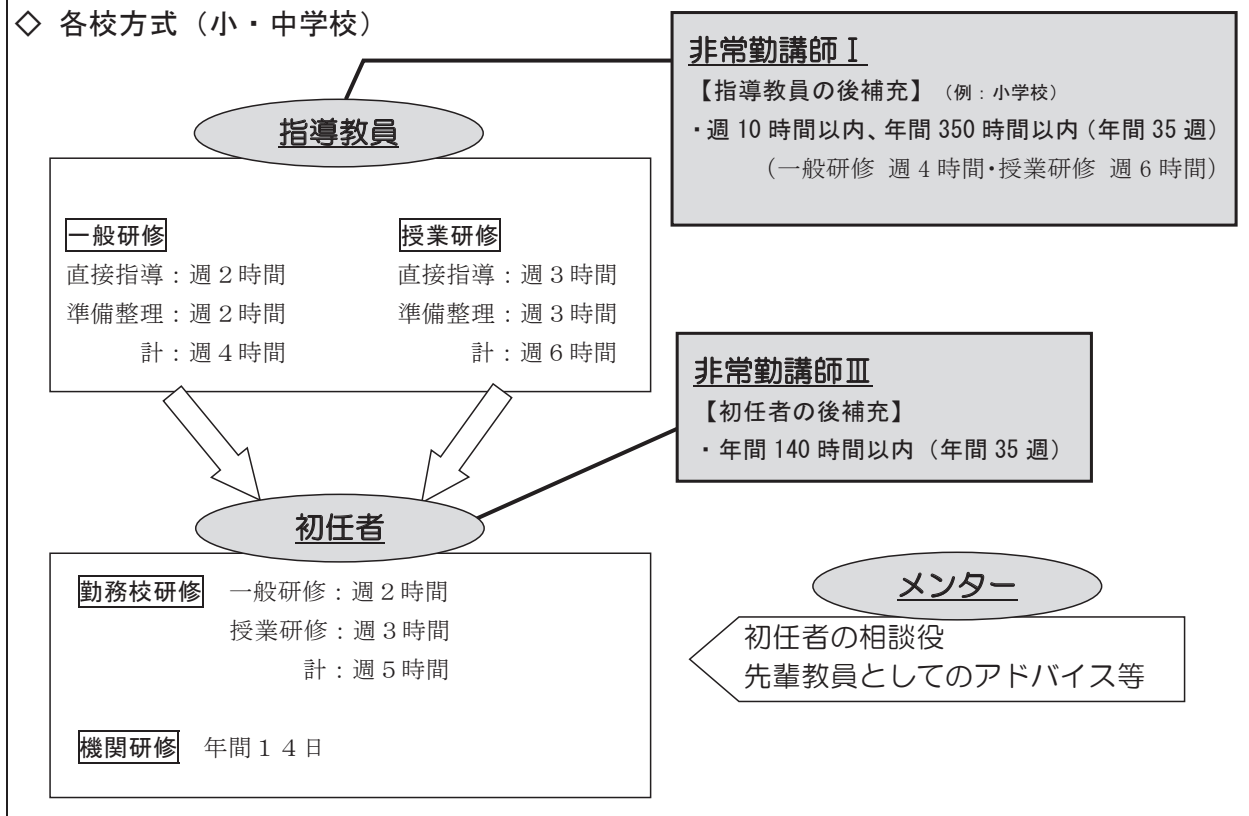 ◇ 各校方式（小・中学校）
非常勤講師Ⅰ
【指導教員の後補充】（例：小学校）
・週 10 時間以内、年間 350 時間以内（年間 35 週）
（一般研修 週４時間・授業研修 週６時間）
指導教員
一般研修
直接指導：週２時間
準備整理：週２時間
計：週４時間
授業研修
直接指導：週３時間
準備整理：週３時間
計：週６時間
非常勤講師Ⅲ
【初任者の後補充】
・年間 140 時間以内（年間 35 週）
初任者
勤務校研修 一般研修：週２時間
授業研修：週３時間
計：週５時間
機関研修 年間１４日
メンター
初任者の相談役
先輩教員としてのアドバイス等